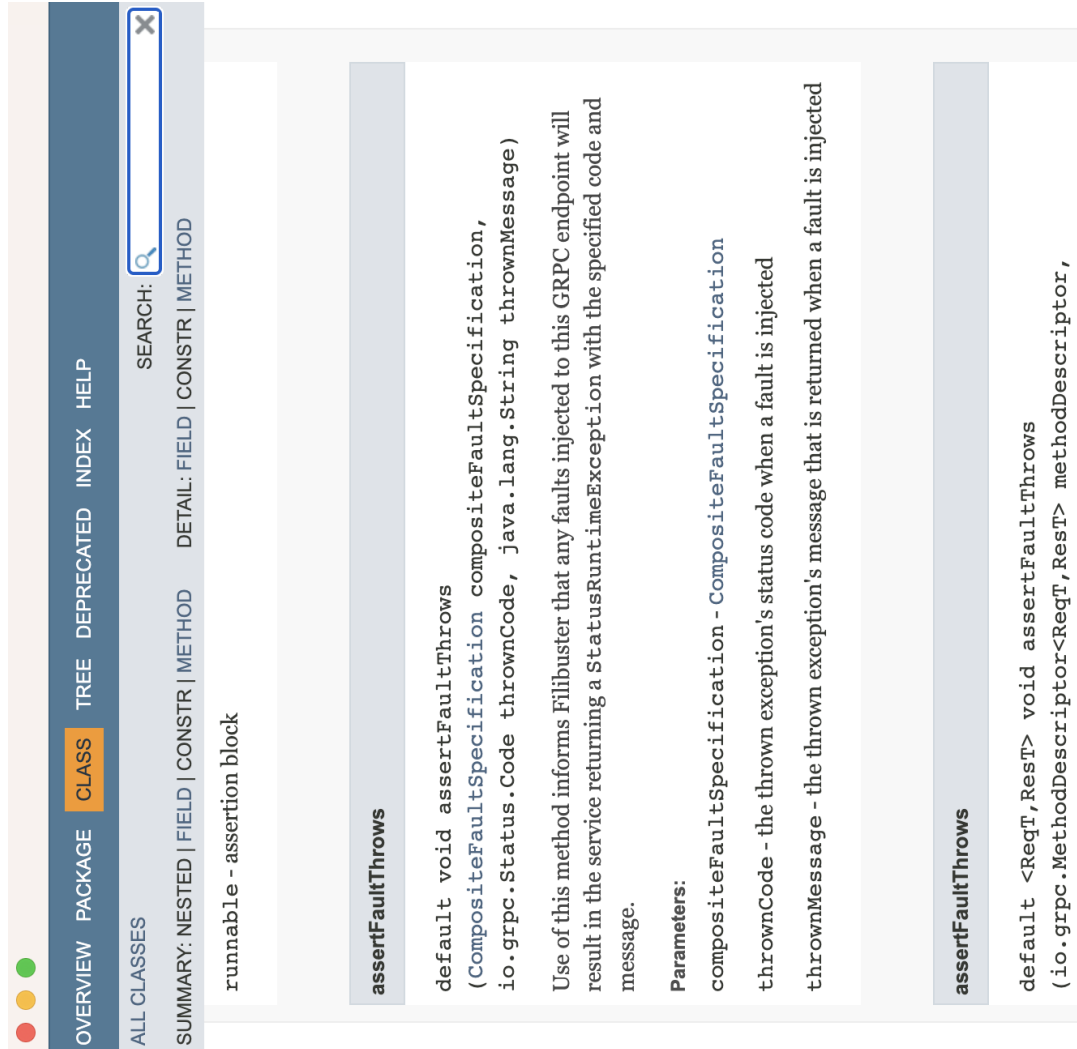 OVERVIEW PACKAGE CLASS TREE DEPRECATED INDEX HELP
ALL CLASSES
SEARCH:
SUMMARY: NESTED | FIELD | CONSTR | METHOD DETAIL: FIELD | CONSTR | METHOD
runnable - assertion block
assertFaultThrows
default void assertFaultThrows
(CompositeFaultSpecification compositeFaultSpecification,
io.grpc.Status.Code thrownCode, java.lang.String thrownMessage)
Use of this method informs Filibuster that any faults injected to this GRPC endpoint will
result in the service returning a StatusRuntimeException with the specified code and
message.
Parameters:
compositeFaultSpecification - CompositeFaultSpecification
thrownCode - the thrown exception's status code when a fault is injected
thrownMessage - the thrown exception's message that is returned when a fault is injected
assertFaultThrows
default <ReqT,ResT> void assertFaultThrows
(io.grpc.MethodDescriptor<ReqT,ResT> methodDescriptor,